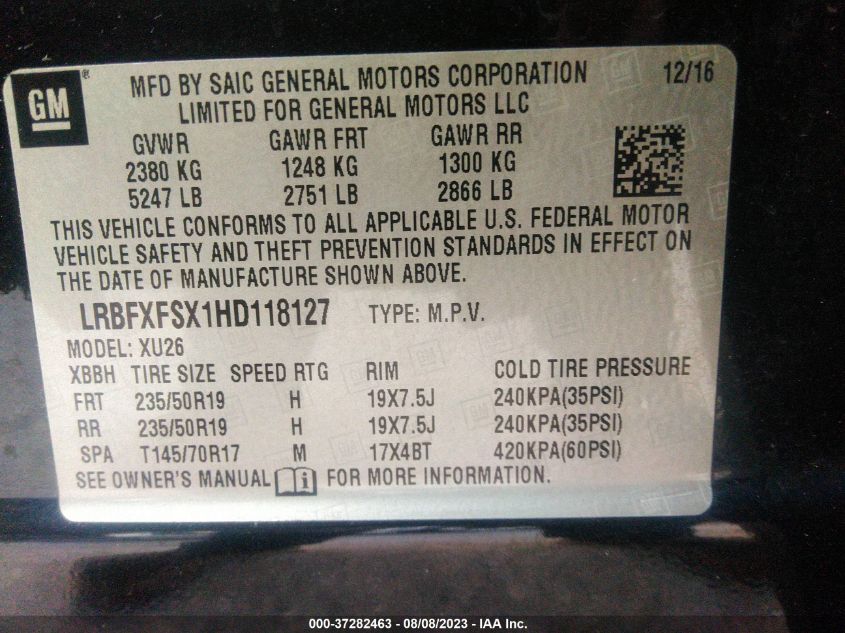 GM ® MFD BY SAIC GENERAL MOTORS CORPORATION 12/16
LIMITED FOR GENERAL MOTORS LLC
GVWR GAWR FRT GAWR RR
2380 KG 1248 KG 1300 KG
5247 LB 2751 LB 2866 LB
THIS VEHICLE CONFORMS TO ALL APPLICABLE U.S. FEDERAL MOTOR
VEHICLE SAFETY AND THEFT PREVENTION STANDARDS IN EFFECT ON
THE DATE OF MANUFACTURE SHOWN ABOVE.
LRBFXFSX1HD118127 TYPE: M.P.V.
MODEL: XU26
XBBH TIRE SIZE SPEED RTG RIM COLD TIRE PRESSURE
FRT 235/50R19 H 19X7.5J 240KPA(35PSI)
RR 235/50R19 H 19X7.5J 240KPA(35PSI)
SPA T145/70R17 M 17X4BT 420KPA(60PSI)
SEE OWNER'S MANUAL FOR MORE INFORMATION.
000-37282463 - 08/08/2023 - IAA Inc.